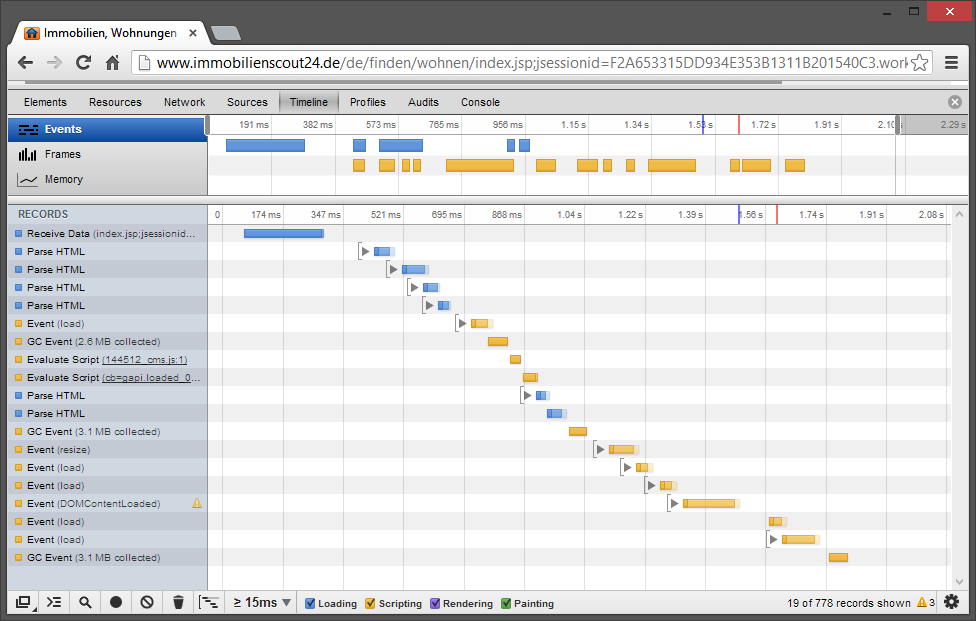 Immobilien, Wohnungen
www.immobilienscout24.de/de/finden/wohnen/index.jsp;jsessionid=F2A653315DD934E353B1311B201540C3.work
Elements Resources Network Sources Timeline Profiles Audits Console
191 ms 382 ms 573 ms 765 ms 956 ms 1.15 s 1.34 s 1.53 s 1.72 s 1.91 s 2.10 s 2.29 s
Events
Frames
Memory
RECORDS 0 174 ms 347 ms 521 ms 695 ms 868 ms 1.04 s 1.22 s 1.39 s 1.56 s 1.74 s 1.91 s 2.08 s
Receive Data (index.jsp;jsessionid...
Parse HTML
Parse HTML
Parse HTML
Parse HTML
Event (load)
GC Event (2.6 MB collected)
Evaluate Script (144512_cms.js:1)
Evaluate Script (cb=gapi.loaded_0...
Parse HTML
Parse HTML
GC Event (3.1 MB collected)
Event (resize)
Event (load)
Event (load)
Event (DOMContentLoaded)
Event (load)
Event (load)
GC Event (3.1 MB collected)
≥ 15ms Loading Scripting Rendering Painting 19 of 778 records shown 3